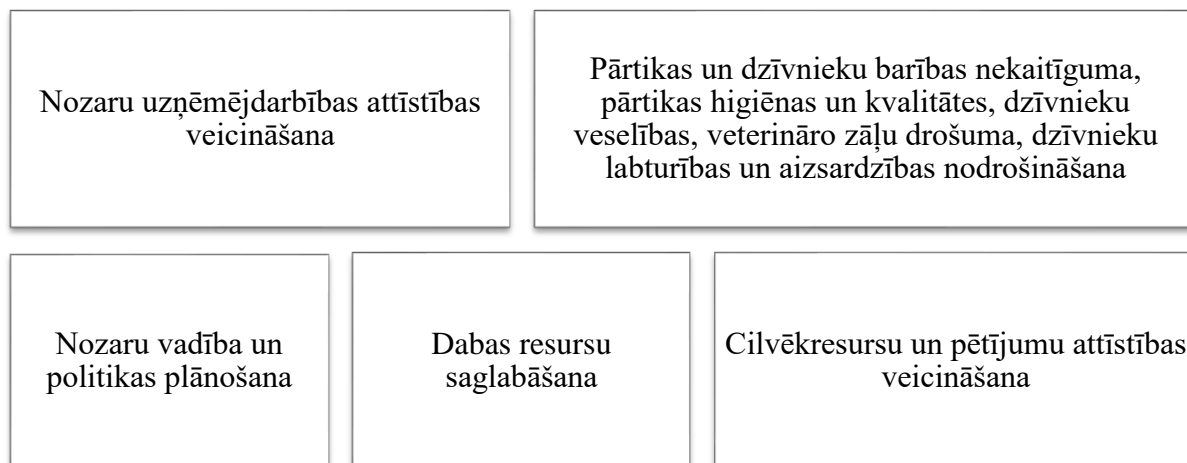 Nozaru uzņēmējdarbības attīstības
veicināšana
Pārtikas un dzīvnieku barības nekaitīguma,
pārtikas higiēnas un kvalitātes, dzīvnieku
veselības, veterināro zāļu drošuma, dzīvnieku
labturības un aizsardzības nodrošināšana
Nozaru vadība un
politikas plānošana
Dabas resursu
saglabāšana
Cilvēkresursu un pētījumu attīstības
veicināšana